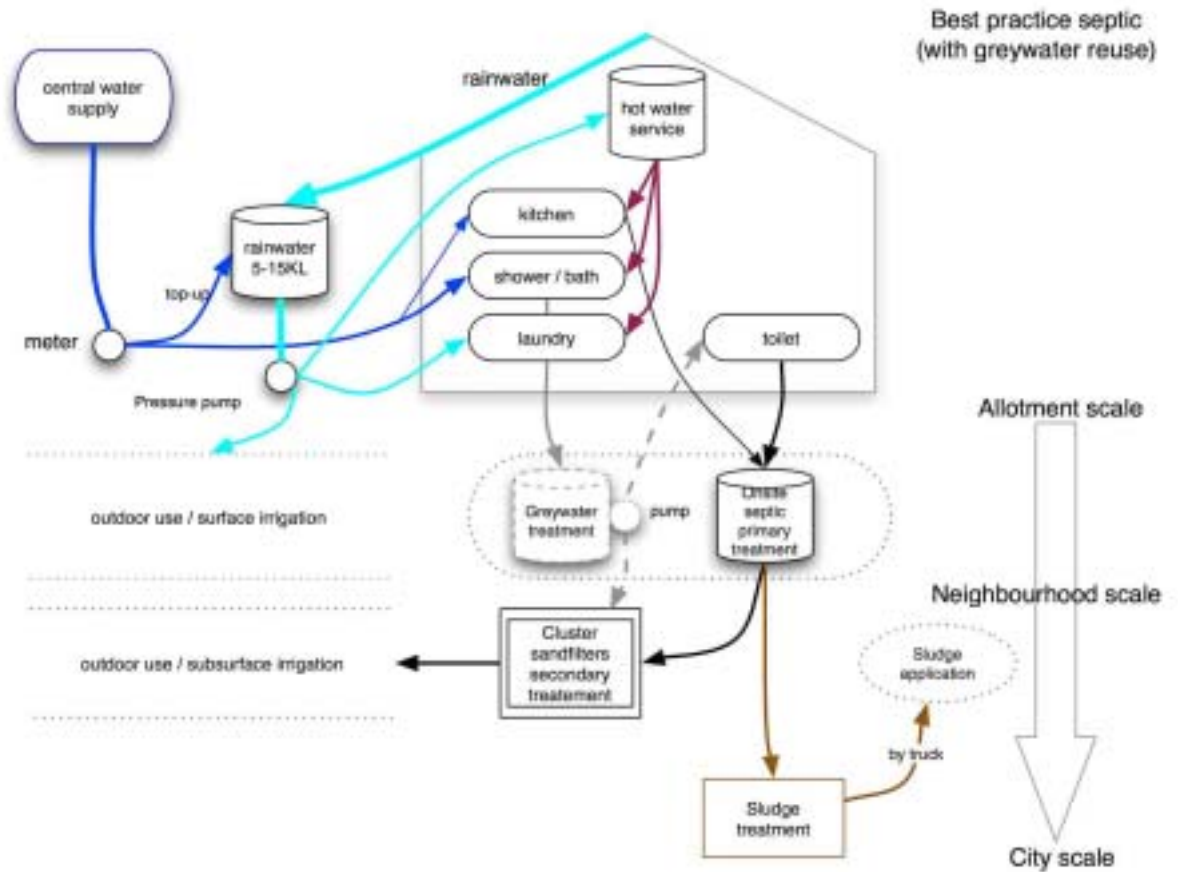 Best practice septic
(with greywater reuse)
central water
supply
rainwater
hot water
service
kitchen
rainwater
5-15KL
shower / bath
top-up
meter
laundry
toilet
Pressure pump
Allotment scale
outdoor use / surface irrigation
Greywater
treatment
pump
Onsite
septic
primary
treatment
Neighbourhood scale
outdoor use / subsurface irrigation
Cluster
sandfilters
secondary
treatement
Sludge
application
by truck
Sludge
treatment
City scale